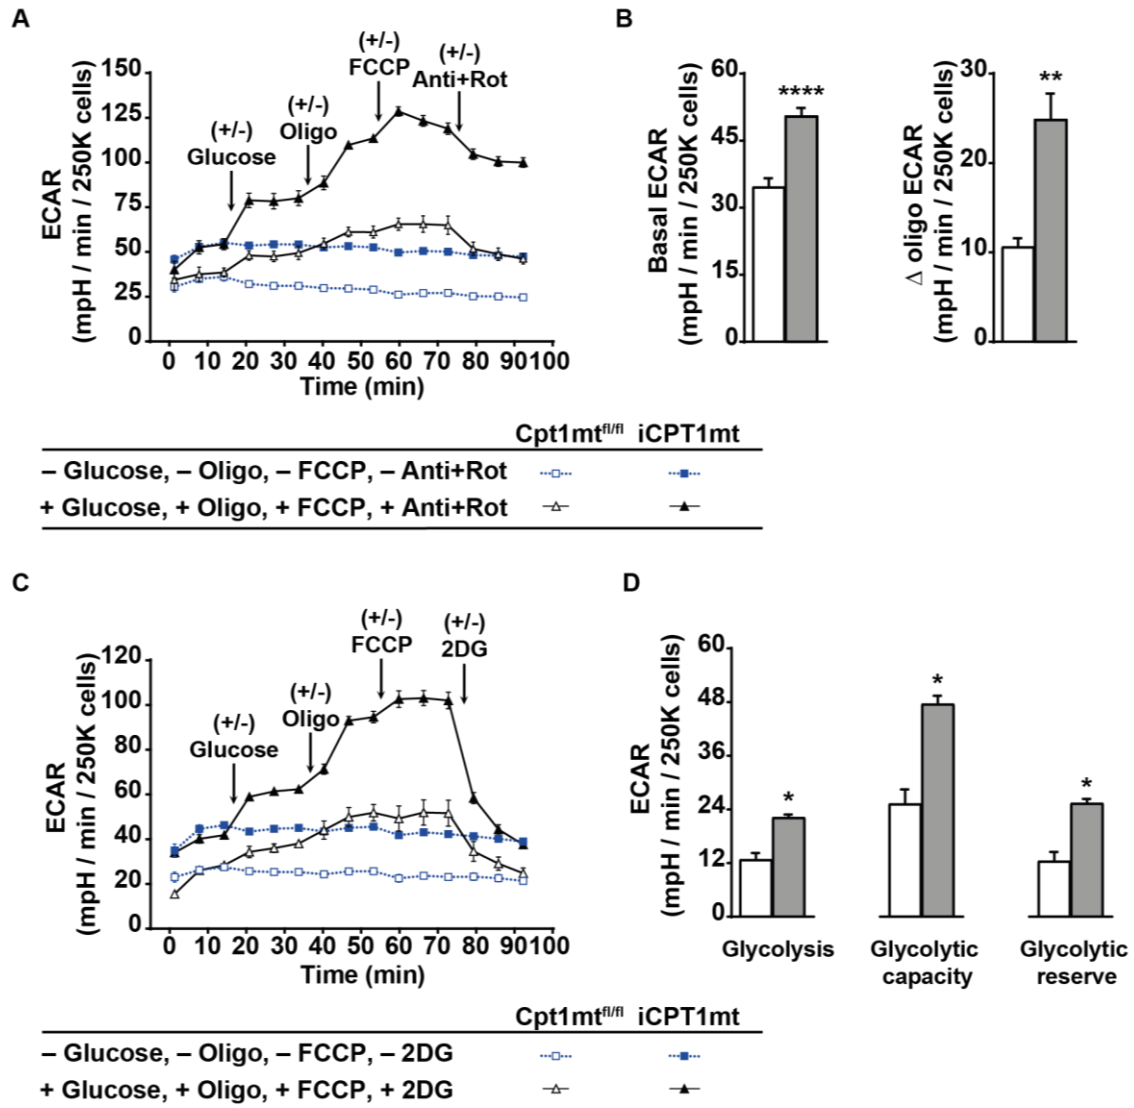 A
ECAR
(mpH / min / 250K cells)
150
125
100
75
50
25
0
(+/-)
Glucose
(+/-)
Oligo
(+/-)
FCCP
(+/-)
Anti+Rot
0 10 20 30 40 50 60 70 80 90 100
Time (min)
B
Basal ECAR
(mpH / min / 250K cells)
60
45
30
15
0
****
△ oligo ECAR
(mpH / min / 250K cells)
30
20
10
0
**
Cpt1mtfl/fl iCPT1mt
– Glucose, – Oligo, – FCCP, – Anti+Rot
+ Glucose, + Oligo, + FCCP, + Anti+Rot
C
ECAR
(mpH / min / 250K cells)
120
100
80
60
40
20
0
(+/-)
Glucose
(+/-)
Oligo
(+/-)
FCCP
(+/-)
2DG
0 10 20 30 40 50 60 70 80 90 100
Time (min)
D
ECAR
(mpH / min / 250K cells)
60
48
36
24
12
0
*
*
*
Glycolysis
Glycolytic
capacity
Glycolytic
reserve
Cpt1mtfl/fl iCPT1mt
– Glucose, – Oligo, – FCCP, – 2DG
+ Glucose, + Oligo, + FCCP, + 2DG